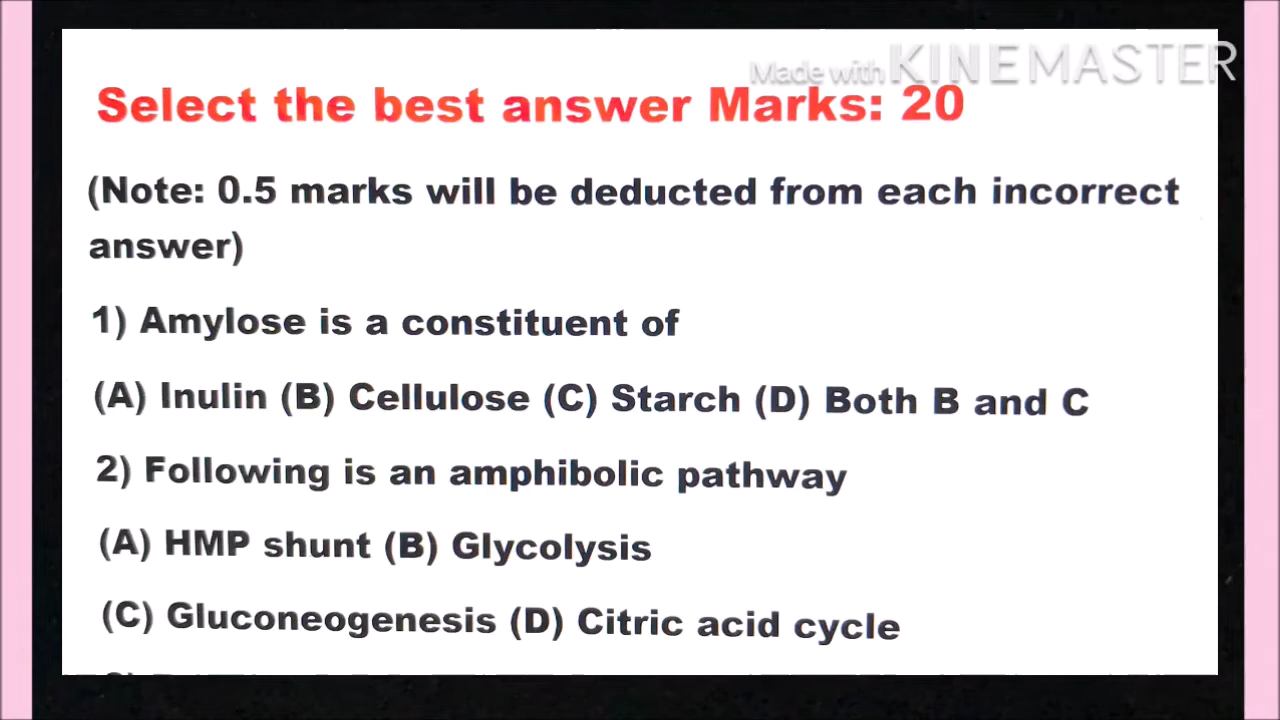 Made with KINEMASTER
Select the best answer Marks: 20
(Note: 0.5 marks will be deducted from each incorrect
answer)
1) Amylose is a constituent of
(A) Inulin (B) Cellulose (C) Starch (D) Both B and C
2) Following is an amphibolic pathway
(A) HMP shunt (B) Glycolysis
(C) Gluconeogenesis (D) Citric acid cycle